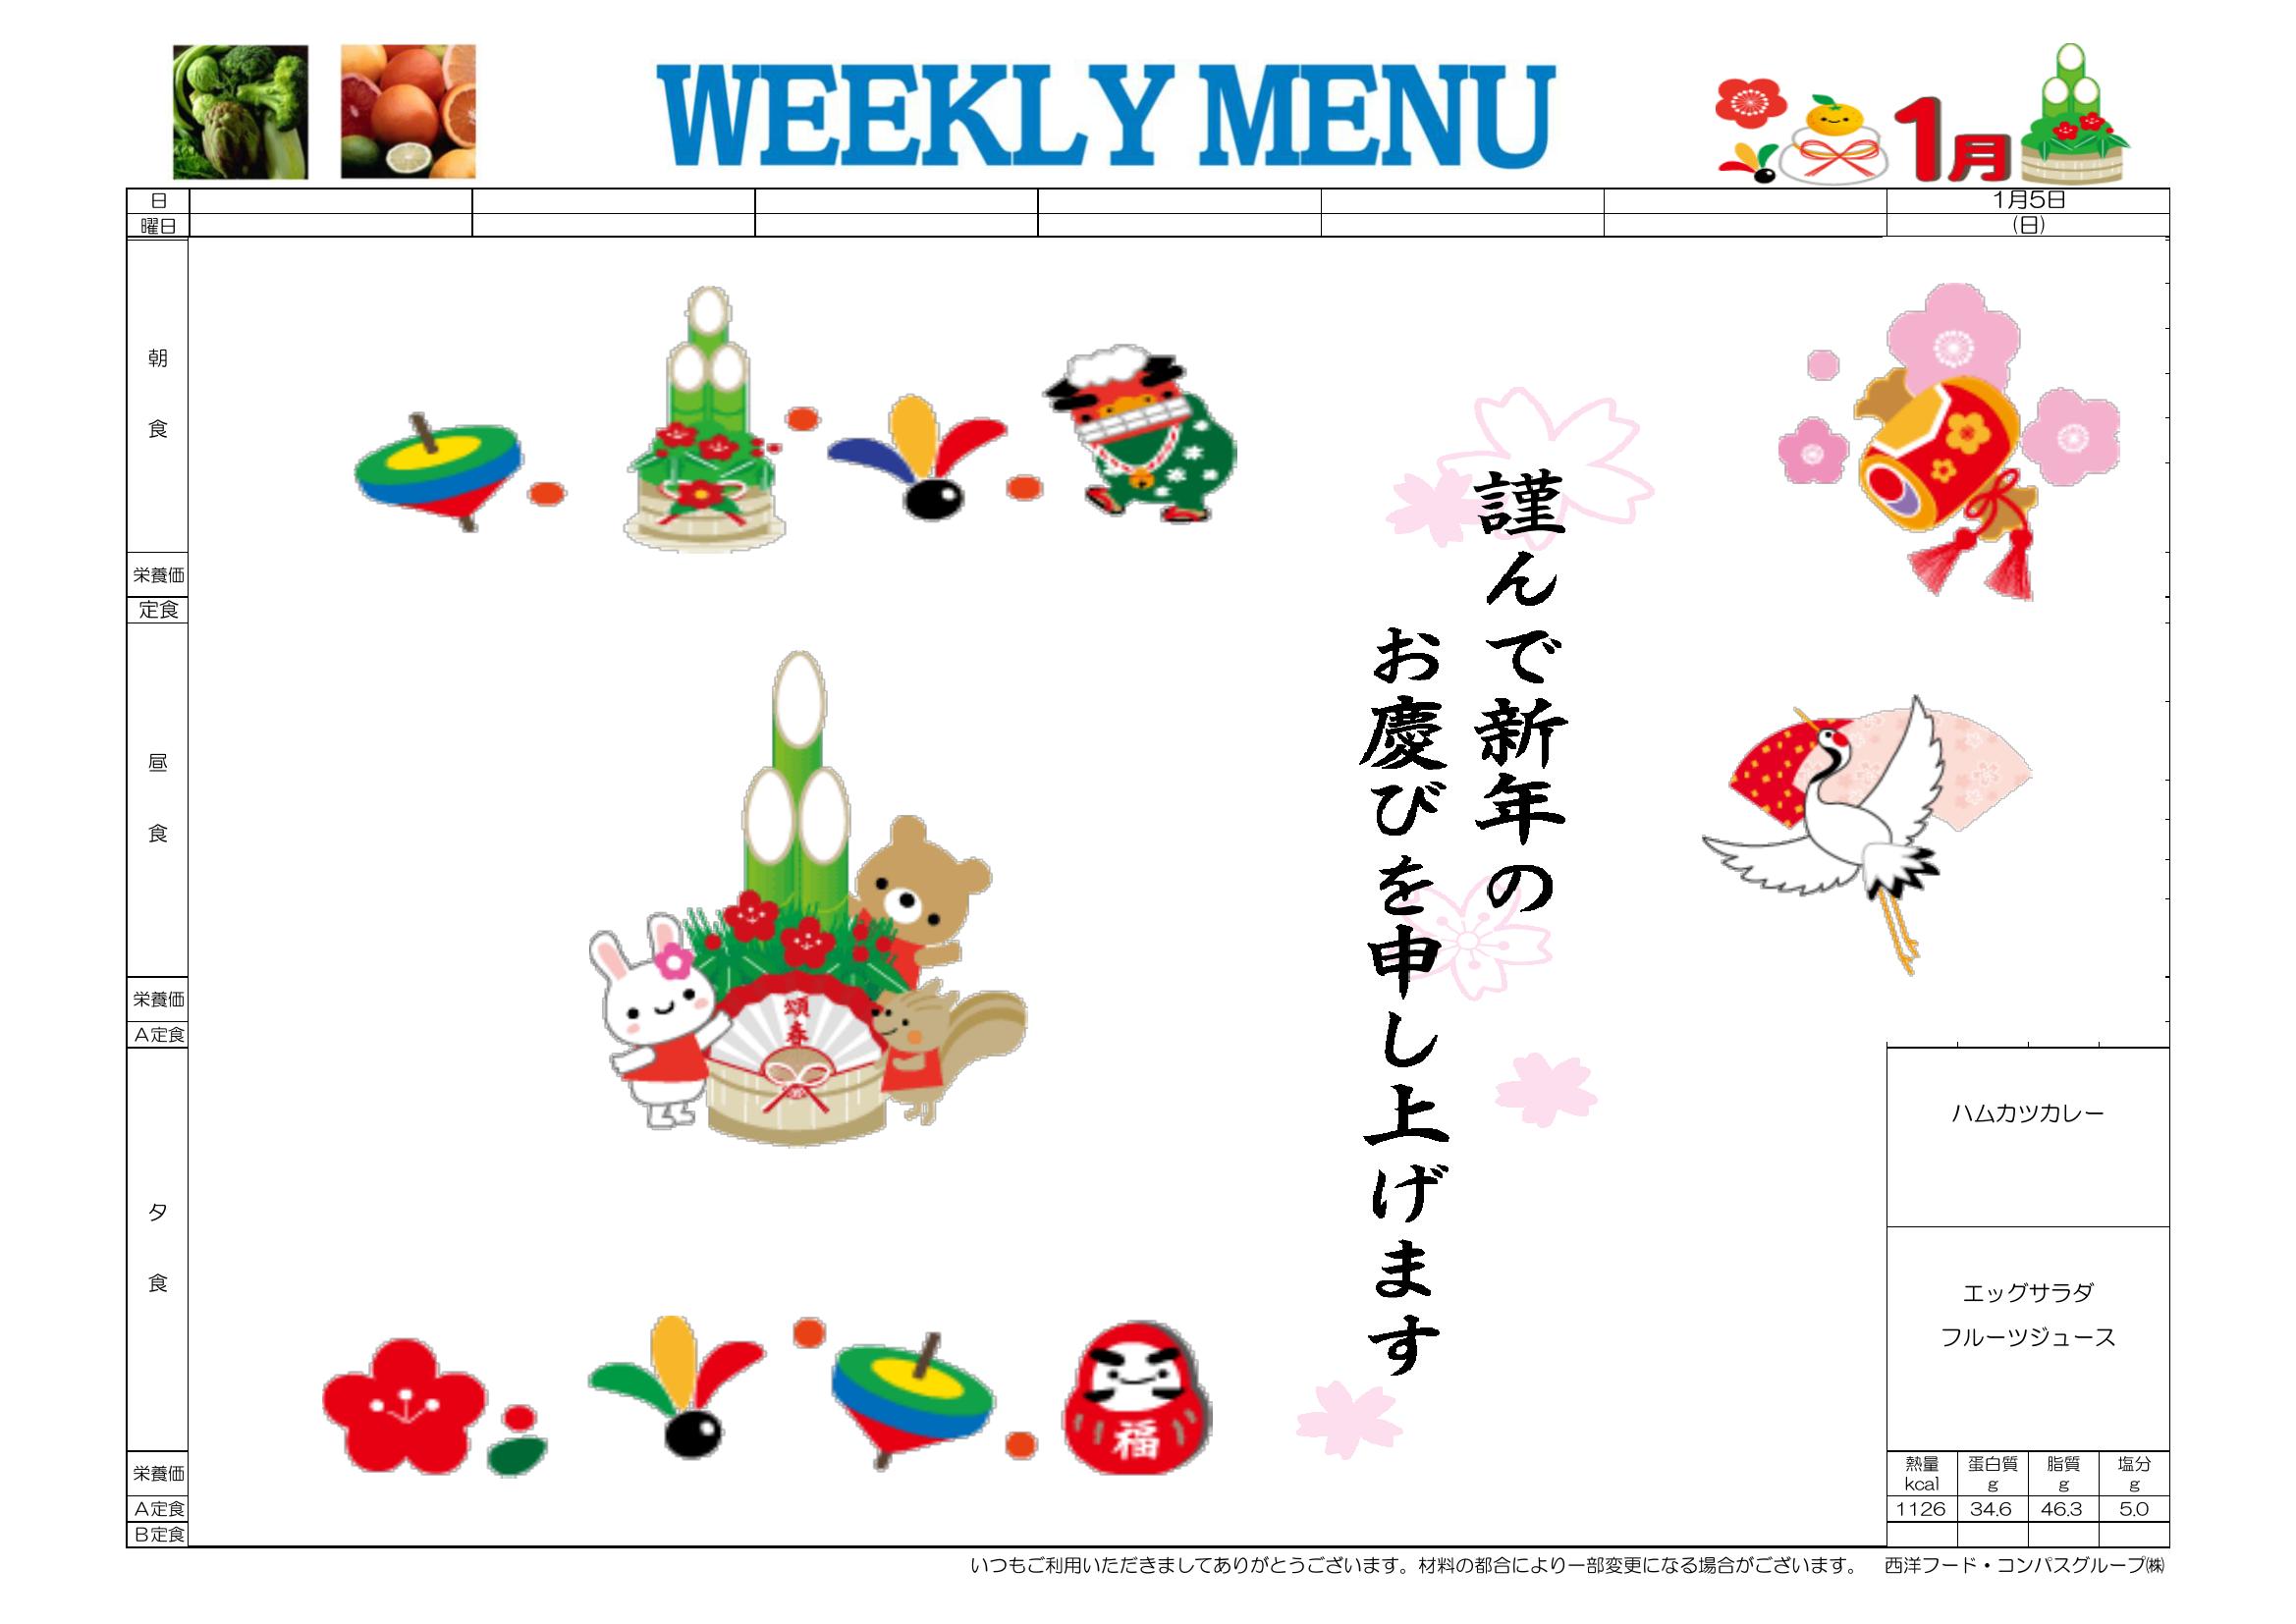 WEEKLY MENU
1月
日
1月5日
曜日
(日)
朝
食
栄養価
定食
謹んで新年の
お慶びを申し上げます
昼
食
頌春
栄養価
A定食
夕
食
ハムカツカレー
エッグサラダ
フルーツジュース
福
栄養価
熱量 蛋白質 脂質 塩分
kcal g g g
A定食
1126 34.6 46.3 5.0
B定食
いつもご利用いただきましてありがとうございます。材料の都合により一部変更になる場合がございます。 西洋フード・コンパスグループ㈱